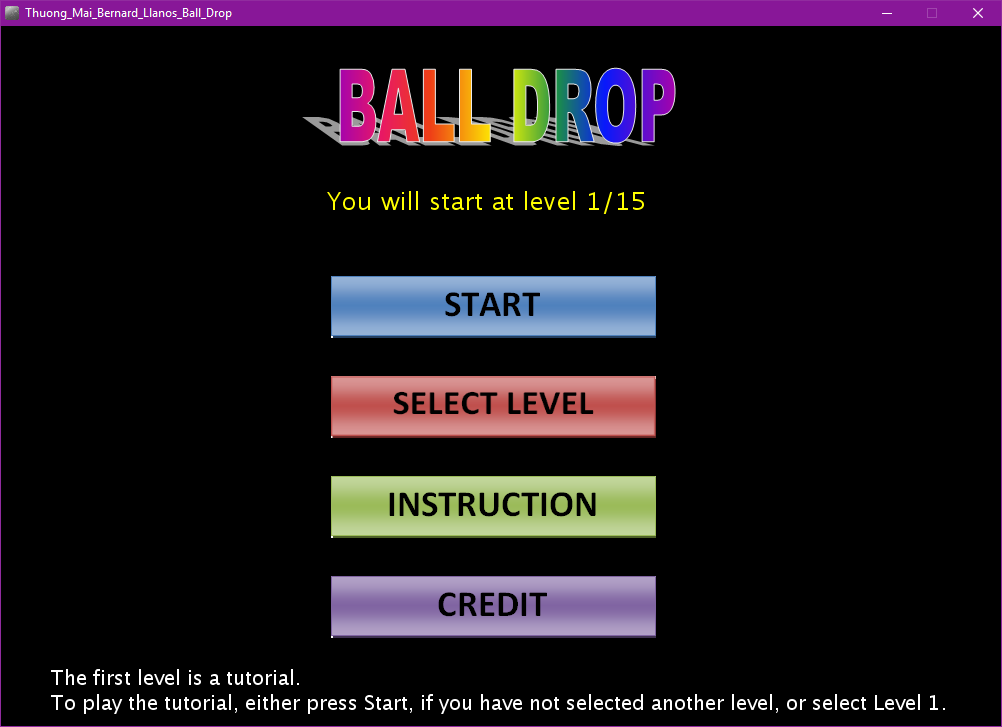 Thuong_Mai_Bernard_Llanos_Ball_Drop
BALL DROP
You will start at level 1/15
START
SELECT LEVEL
INSTRUCTION
CREDIT
The first level is a tutorial.
To play the tutorial, either press Start, if you have not selected another level, or select Level 1.